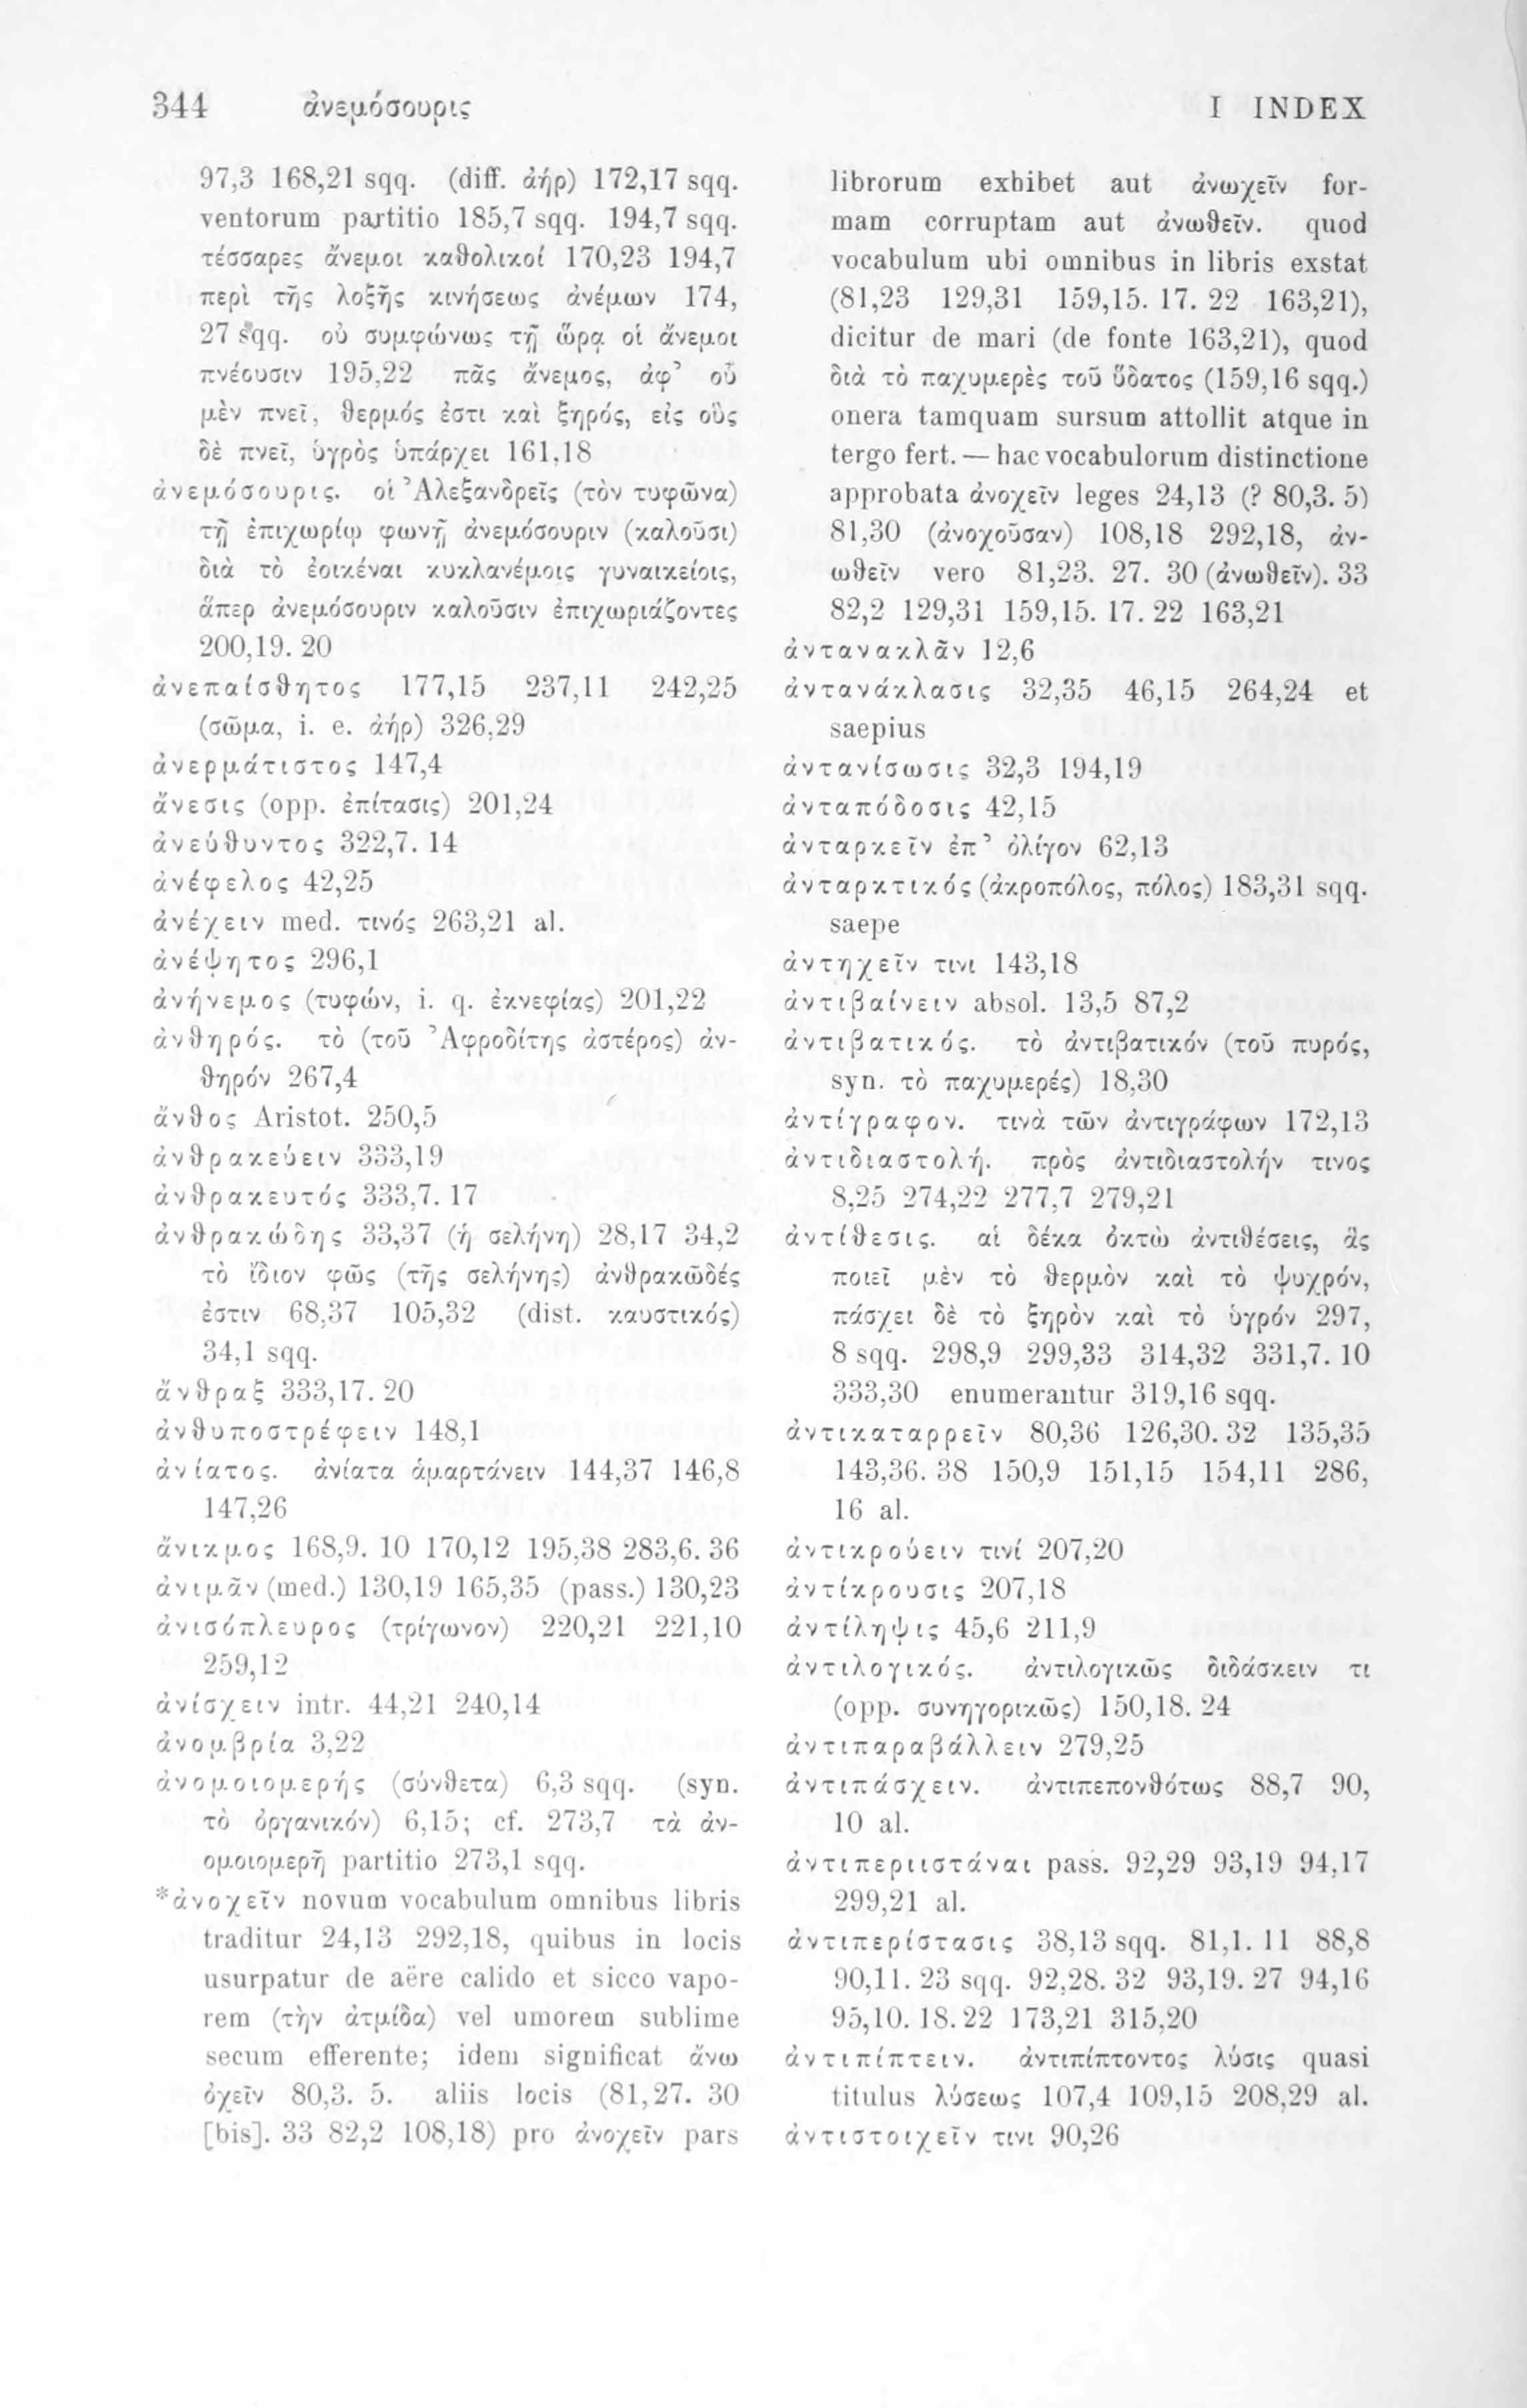 344 ἀνεμόσουρις I INDEX
97,3 168,21 sqq. (diff. ἀήρ) 172,17 sqq.
ventorum partitio 185,7 sqq. 194,7 sqq.
τέσσαρες ἄνεμοι καθολικοί 170,23 194,7
περὶ τῆς λοξῆς κινήσεως ἀνέμων 174,
27 sqq. οὐ συμφώνως τῇ ὥρᾳ οἱ ἄνεμοι
πνέουσιν 195,22 πᾶς ἄνεμος, ἀφ’ οὗ
μὲν πνεῖ, θερμός ἐστι καὶ ξηρός, εἰς οὓς
δὲ πνεῖ, ὑγρὸς ὑπάρχει 161,18
ἀνεμόσουρις. οἱ Ἀλεξανδρεῖς (τὸν τυφῶνα)
τῇ ἐπιχωρίῳ φωνῇ ἀνεμόσουριν (καλοῦσι)
διὰ τὸ ἐοικέναι κυκλανέμοις γυναικείοις,
ἅπερ ἀνεμόσουριν καλοῦσιν ἐπιχωριάζοντες
200,19. 20
ἀνεπαίσθητος 177,15 237,11 242,25
(σῶμα, i. e. ἀήρ) 326,29
ἀνερμάτιστος 147,4
ἄνεσις (opp. ἐπίτασις) 201,24
ἀνεύθυντος 322,7. 14
ἀνέφελος 42,25
ἀνέχειν med. τινός 263,21 al.
ἀνέψητος 296,1
ἀνήνεμος (τυφών, i. q. ἐκνεφίας) 201,22
ἀνθηρός. τὸ (τοῦ Ἀφροδίτης ἀστέρος) ἀν-
θηρόν 267,4
ἄνθος Aristot. 250,5
ἀνθρακεύειν 333,19
ἀνθρακευτός 333,7. 17
ἀνθρακώδης 33,37 (ἡ σελήνη) 28,17 34,2
τὸ ἴδιον φῶς (τῆς σελήνης) ἀνθρακῶδές
ἐστιν 68,37 105,32 (dist. καυστικός)
34,1 sqq.
ἄνθραξ 333,17. 20
ἀνθυποστρέφειν 148,1
ἀνίατος. ἀνίατα ἁμαρτάνειν 144,37 146,8
147,26
ἄνικμος 168,9. 10 170,12 195,38 283,6. 36
ἀνιμᾶν (med.) 130,19 165,35 (pass.) 130,23
ἀνισόπλευρος (τρίγωνον) 220,21 221,10
259,12
ἀνίσχειν intr. 44,21 240,14
ἀνομβρία 3,22
ἀνομοιομερής (σύνθετα) 6,3 sqq. (syn.
τὸ ὀργανικόν) 6,15; cf. 273,7 τὰ ἀν-
ομοιομερῆ partitio 273,1 sqq.
*ἀνοχεῖν novum vocabulum omnibus libris
traditur 24,13 292,18, quibus in locis
usurpatur de aëre calido et sicco vapo-
rem (τὴν ἀτμίδα) vel umorem sublime
secum efferente; idem significat ἄνω
ὀχεῖν 80,3. 5. aliis locis (81,27. 30
[bis]. 33 82,2 108,18) pro ἀνοχεῖν pars
librorum exhibet aut ἀνωχεῖν for-
mam corruptam aut ἀνωθεῖν. quod
vocabulum ubi omnibus in libris exstat
(81,23 129,31 159,15. 17. 22 163,21),
dicitur de mari (de fonte 163,21), quod
διὰ τὸ παχυμερὲς τοῦ ὕδατος (159,16 sqq.)
onera tamquam sursum attollit atque in
tergo fert. — hac vocabulorum distinctione
approbata ἀνοχεῖν leges 24,13 (? 80,3. 5)
81,30 (ἀνοχοῦσαν) 108,18 292,18, ἀν-
ωθεῖν vero 81,23. 27. 30 (ἀνωθεῖν). 33
82,2 129,31 159,15. 17. 22 163,21
ἀντανακλᾶν 12,6
ἀντανάκλασις 32,35 46,15 264,24 et
saepius
ἀντανίσωσις 32,3 194,19
ἀνταπόδοσις 42,15
ἀνταρκεῖν ἐπ’ ὀλίγον 62,13
ἀνταρκτικός (ἀκροπόλος, πόλος) 183,31 sqq.
saepe
ἀντηχεῖν τινι 143,18
ἀντιβαίνειν absol. 13,5 87,2
ἀντιβατικός. τὸ ἀντιβατικόν (τοῦ πυρός,
syn. τὸ παχυμερές) 18,30
ἀντίγραφον. τινὰ τῶν ἀντιγράφων 172,13
ἀντιδιαστολή. πρὸς ἀντιδιαστολήν τινος
8,25 274,22 277,7 279,21
ἀντίθεσις. αἱ δέκα ὀκτὼ ἀντιθέσεις, ἃς
ποιεῖ μὲν τὸ θερμὸν καὶ τὸ ψυχρόν,
πάσχει δὲ τὸ ξηρὸν καὶ τὸ ὑγρόν 297,
8 sqq. 298,9 299,33 314,32 331,7. 10
333,30 enumerantur 319,16 sqq.
ἀντικαταρρεῖν 80,36 126,30. 32 135,35
143,36. 38 150,9 151,15 154,11 286,
16 al.
ἀντικρούειν τινί 207,20
ἀντίκρουσις 207,18
ἀντίληψις 45,6 211,9
ἀντιλογικός. ἀντιλογικῶς διδάσκειν τι
(opp. συνηγορικῶς) 150,18. 24
ἀντιπαραβάλλειν 279,25
ἀντιπάσχειν. ἀντιπεπονθότως 88,7 90,
10 al.
ἀντιπεριιστάναι pass. 92,29 93,19 94,17
299,21 al.
ἀντιπερίστασις 38,13 sqq. 81,1. 11 88,8
90,11. 23 sqq. 92,28. 32 93,19. 27 94,16
95,10. 18. 22 173,21 315,20
ἀντιπίπτειν. ἀντιπίπτοντος λύσις quasi
titulus λύσεως 107,4 109,15 208,29 al.
ἀντιστοιχεῖν τινι 90,26